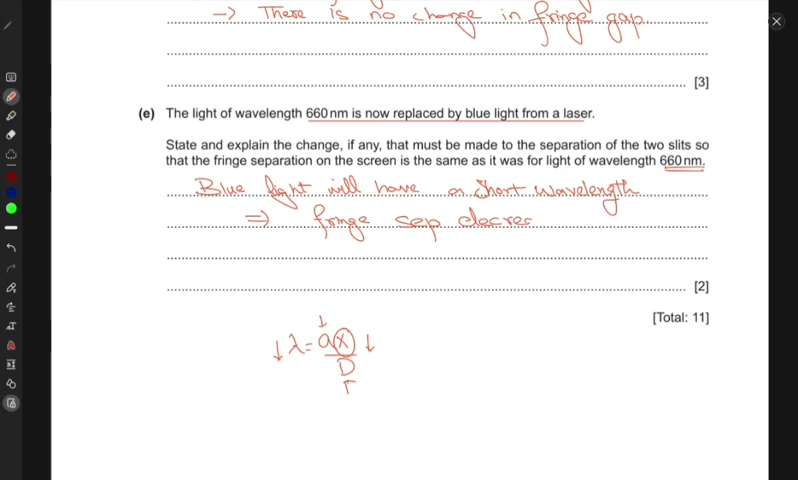 → There is no change in fringe gap.
[3]
(e) The light of wavelength 660 nm is now replaced by blue light from a laser.
State and explain the change, if any, that must be made to the separation of the two slits so
that the fringe separation on the screen is the same as it was for light of wavelength 660 nm.
Blue light will have a short wavelength
⇒ fringe sep decrea
[2]
[Total: 11]
↓ λ = ax ↓
D